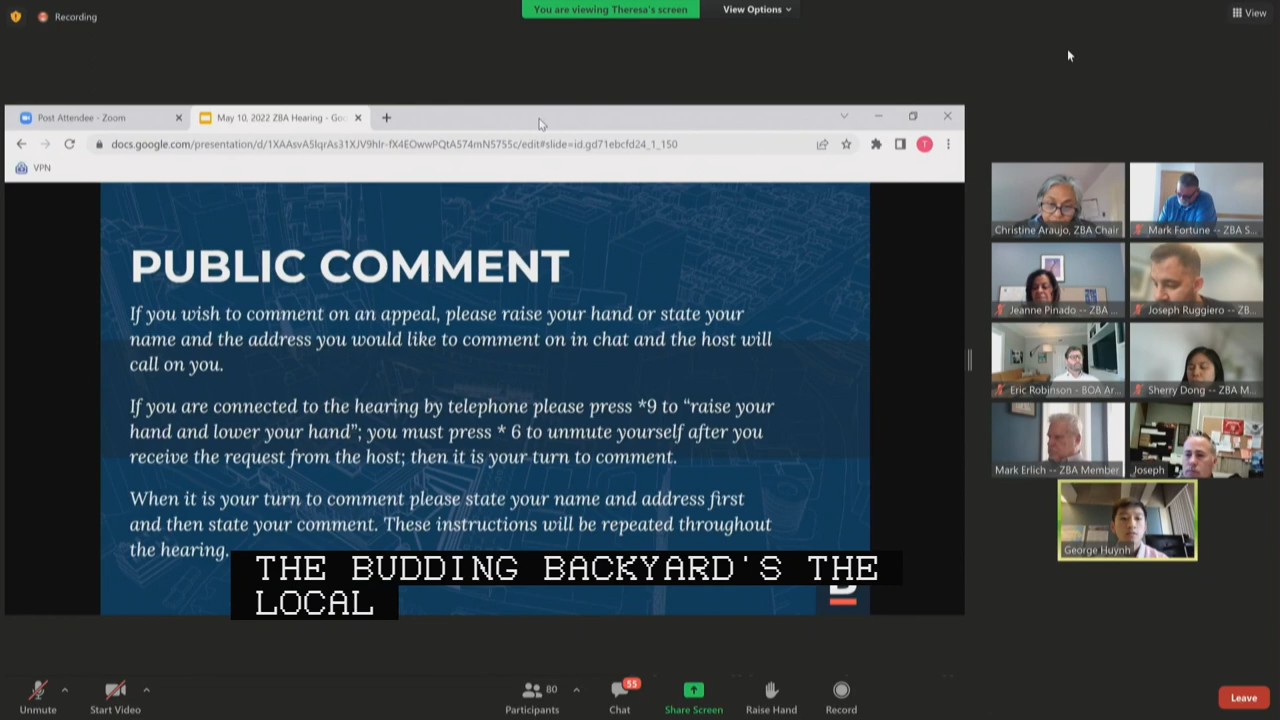 Recording
You are viewing Theresa's screen
View Options
View
Post Attendee - Zoom
May 10, 2022 ZBA Hearing - Goo
docs.google.com/presentation/d/1XAAsvA5lqrAs31XJV9hIr-fX4EOwwPQtA574mN5755c/edit#slide=id.gd71ebcfd24_1_150
T
VPN
PUBLIC COMMENT
If you wish to comment on an appeal, please raise your hand or state your
name and the address you would like to comment on in chat and the host will
call on you.
If you are connected to the hearing by telephone please press *9 to “raise your
hand and lower your hand”; you must press * 6 to unmute yourself after you
receive the request from the host; then it is your turn to comment.
When it is your turn to comment please state your name and address first
and then state your comment. These instructions will be repeated throughout
the hearing.
THE BUDDING BACKYARD'S THE
LOCAL
B
Christine Araujo, ZBA Chair
Mark Fortune -- ZBA S...
Jeanne Pinado -- ZBA ...
Joseph Ruggiero -- ZB...
Eric Robinson - BOA Ar...
Sherry Dong -- ZBA M...
Mark Erlich -- ZBA Member
Joseph
George Huynh
Unmute
Start Video
80
Participants
55
Chat
Share Screen
Raise Hand
Record
Leave